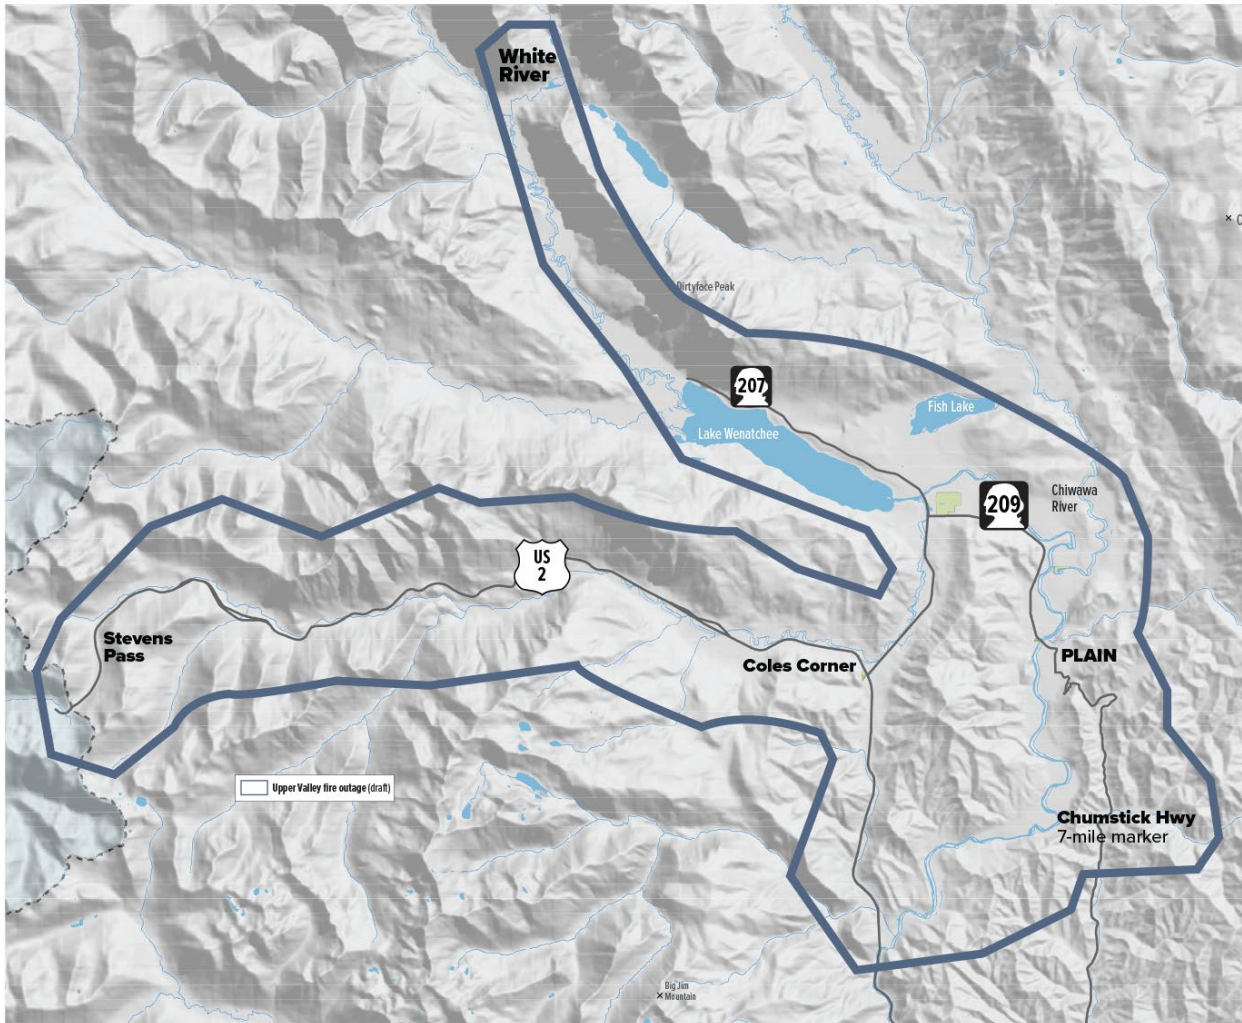 White
River
C
Dirtyface Peak
207
Fish Lake
Lake Wenatchee
209
Chiwawa
River
US
2
Stevens
Pass
Coles Corner
PLAIN
Upper Valley fire outage (draft)
Chumstick Hwy
7-mile marker
Big Jim
Mountain